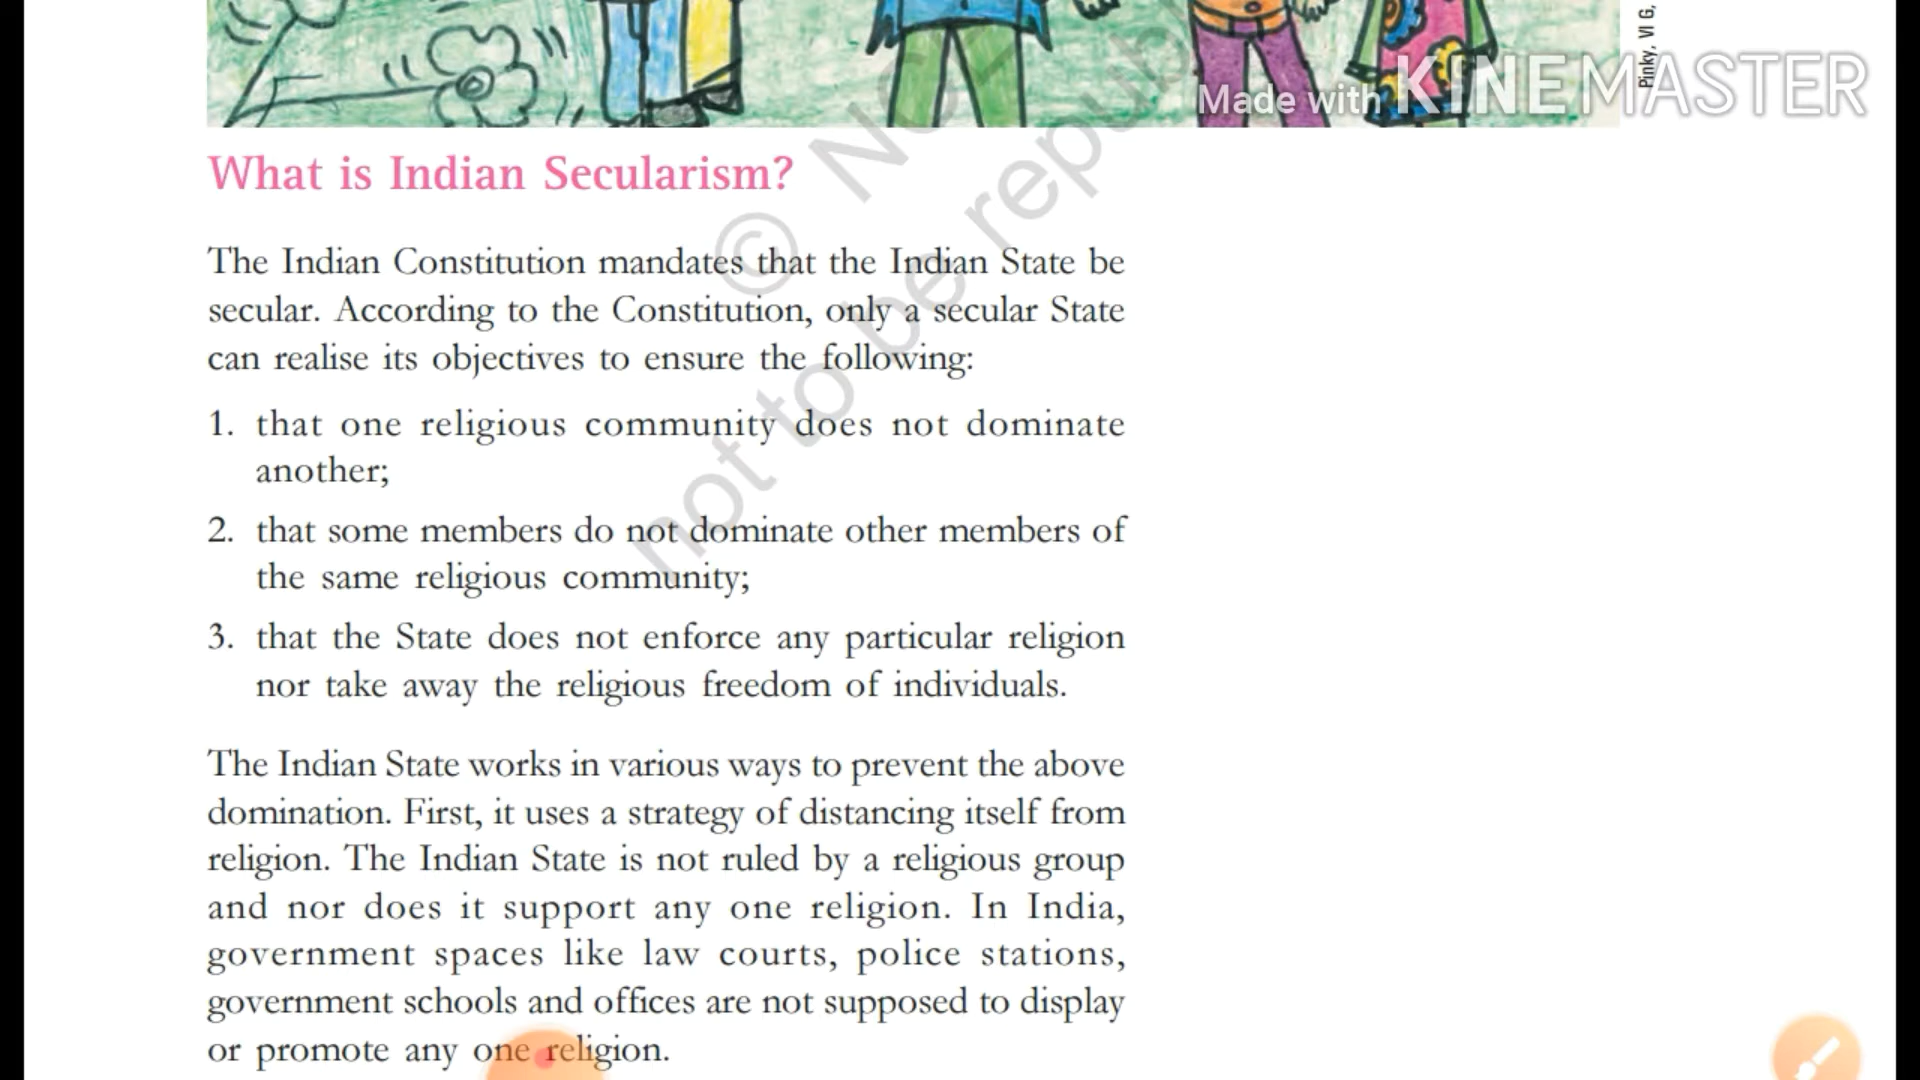 Pinky, VI G,
Made with KINEMASTER
What is Indian Secularism?
The Indian Constitution mandates that the Indian State be
secular. According to the Constitution, only a secular State
can realise its objectives to ensure the following:
1. that one religious community does not dominate
another;
2. that some members do not dominate other members of
the same religious community;
3. that the State does not enforce any particular religion
nor take away the religious freedom of individuals.
The Indian State works in various ways to prevent the above
domination. First, it uses a strategy of distancing itself from
religion. The Indian State is not ruled by a religious group
and nor does it support any one religion. In India,
government spaces like law courts, police stations,
government schools and offices are not supposed to display
or promote any one religion.
©
not to be